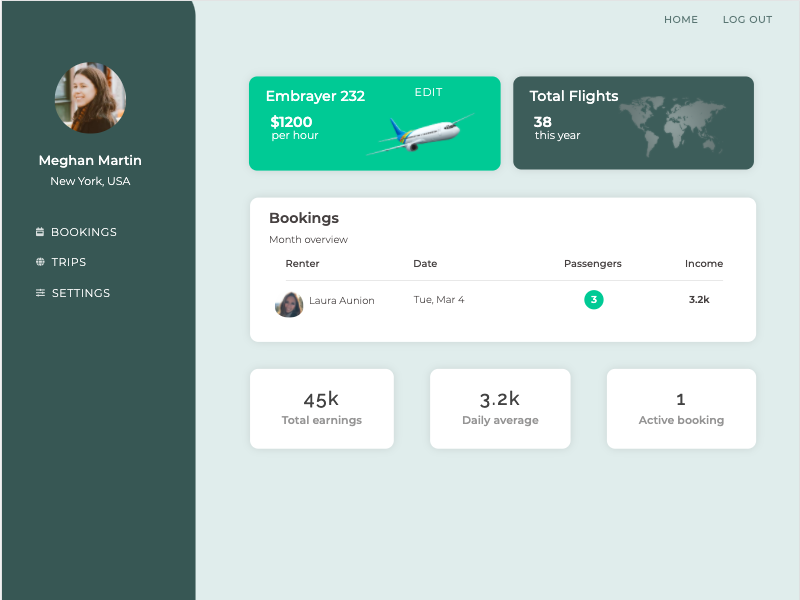 HOME LOG OUT
Meghan Martin
New York, USA
BOOKINGS
TRIPS
SETTINGS
Embrayer 232 EDIT
$1200
per hour
Total Flights
38
this year
Bookings
Month overview
Renter Date Passengers Income
Laura Aunion Tue, Mar 4 3 3.2k
45k
Total earnings
3.2k
Daily average
1
Active booking